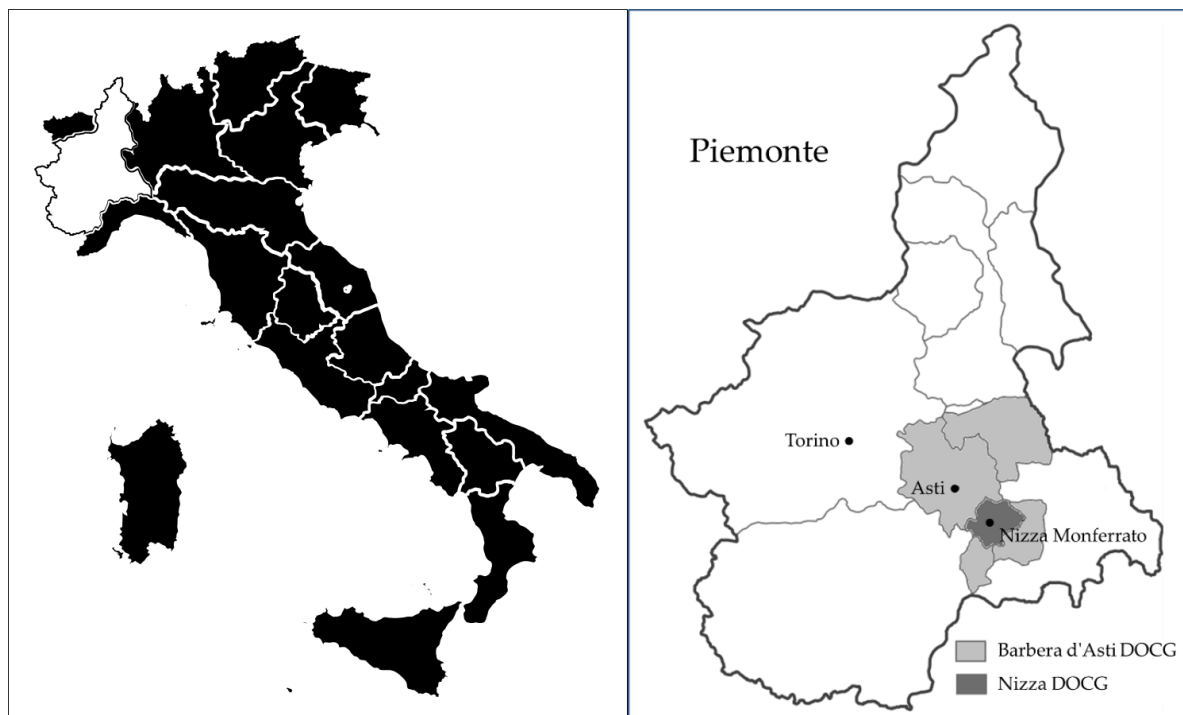 Piemonte
Torino
Asti
Nizza Monferrato
Barbera d'Asti DOCG
Nizza DOCG